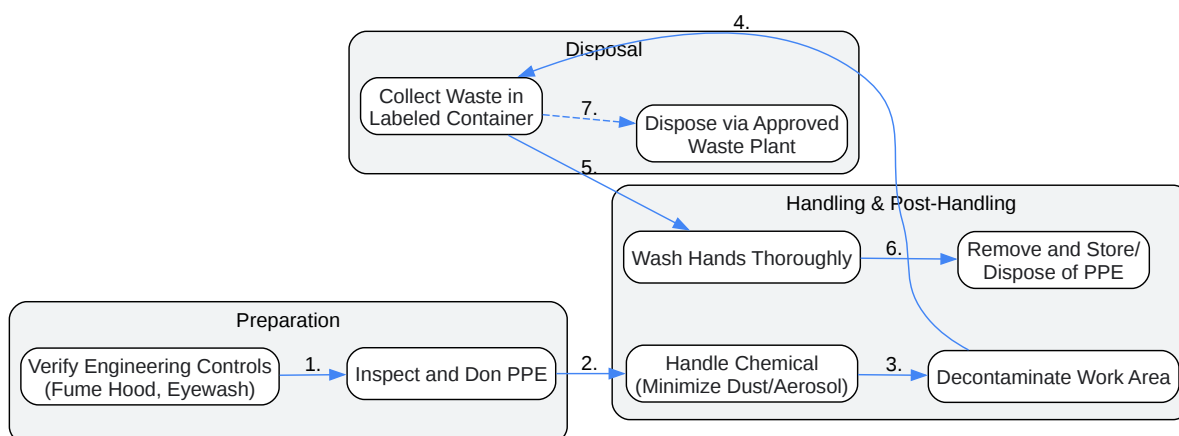 4.
Disposal
Collect Waste in
Labeled Container
7.
Dispose via Approved
Waste Plant
5.
Handling & Post-Handling
Wash Hands Thoroughly
6.
Remove and Store/
Dispose of PPE
Preparation
Verify Engineering Controls
(Fume Hood, Eyewash)
1.
Inspect and Don PPE
2.
Handle Chemical
(Minimize Dust/Aerosol)
3.
Decontaminate Work Area